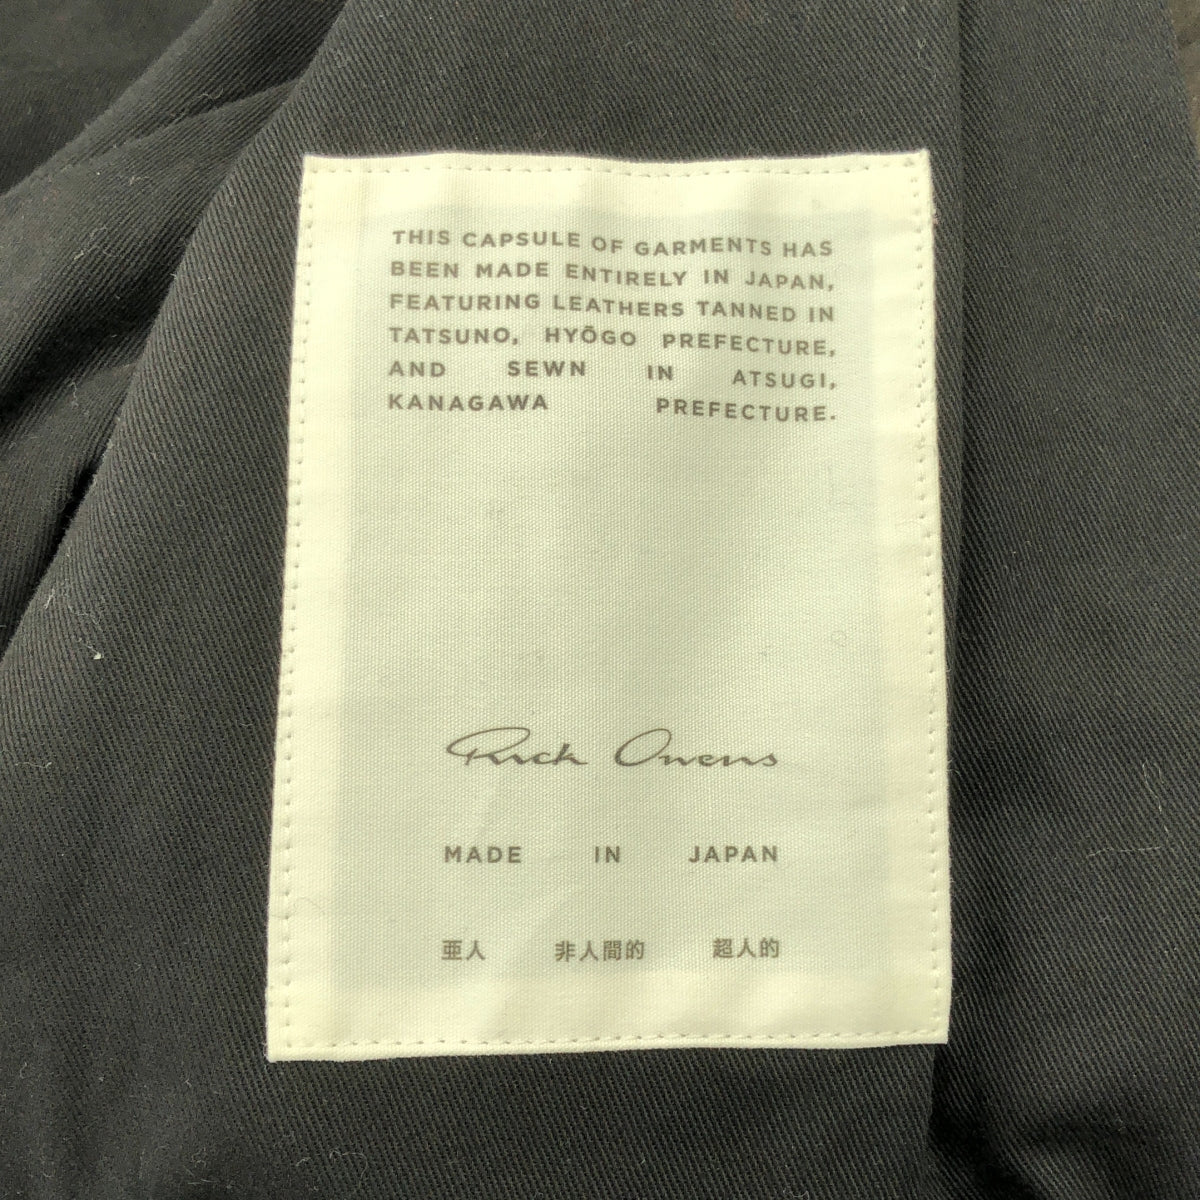 THIS CAPSULE OF GARMENTS HAS
BEEN MADE ENTIRELY IN JAPAN,
FEATURING LEATHERS TANNED IN
TATSUNO, HYŌGO PREFECTURE,
AND SEWN IN ATSUGI,
KANAGAWA PREFECTURE.
Rick Owens
MADE IN JAPAN
亜人 非人間的 超人的